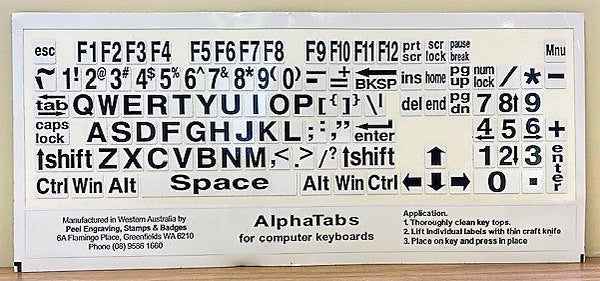 esc F1 F2 F3 F4 F5 F6 F7 F8 F9 F10 F11 F12 prt scr scr lock pause break Mnu
~ ` 1! 2@ 3# 4$ 5% 6^ 7& 8* 9( 0) - _ = + ← BKSP ins home pg up num lock / * -
tab Q W E R T Y U I O P [ { ] } \ | del end pg dn 7 8↑ 9
caps lock A S D F G H J K L ; : ' " enter 4 5 6 +
↑shift Z X C V B N M , < . > / ? ↑shift ↑ 1 2↓ 3 enter
Ctrl Win Alt Space Alt Win Ctrl ← ↓ → 0 .
Manufactured in Western Australia by
Peel Engraving, Stamps & Badges
6A Flamingo Place, Greenfields WA 6210
Phone (08) 9586 1660
AlphaTabs
for computer keyboards
Application.
1. Thoroughly clean key tops.
2. Lift individual labels with thin craft knife
3. Place on key and press in place